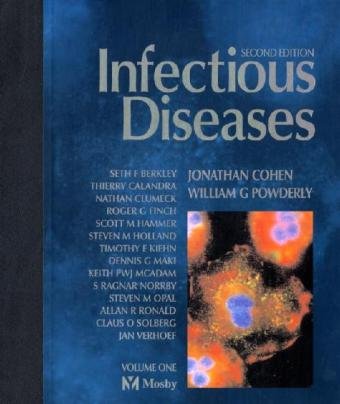 SECOND EDITION
Infectious
Diseases
JONATHAN COHEN
WILLIAM G POWDERLY
SETH F BERKLEY
THIERRY CALANDRA
NATHAN CLUMECK
ROGER G FINCH
SCOTT M HAMMER
STEVEN M HOLLAND
TIMOTHY E KIEHN
DENNIS G MAKI
KEITH PWJ MCADAM
S RAGNAR NORRBY
STEVEN M OPAL
ALLAN R RONALD
CLAUS O SOLBERG
JAN VERHOEF
VOLUME ONE
M Mosby